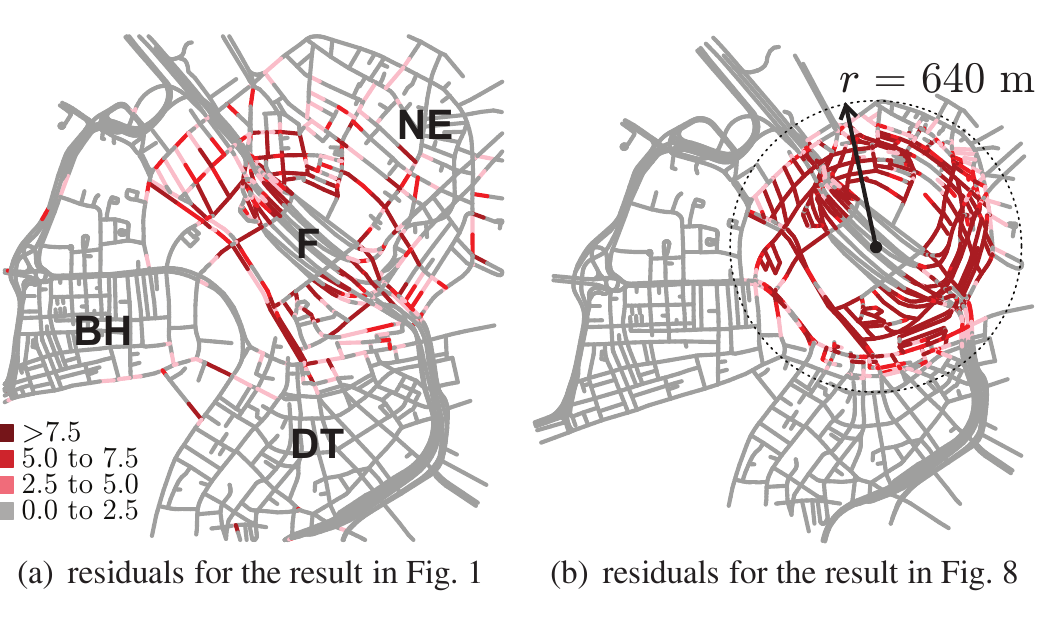 r = 640 m
NE
F
BH
DT
>7.5
5.0 to 7.5
2.5 to 5.0
0.0 to 2.5
(a) residuals for the result in Fig. 1
(b) residuals for the result in Fig. 8